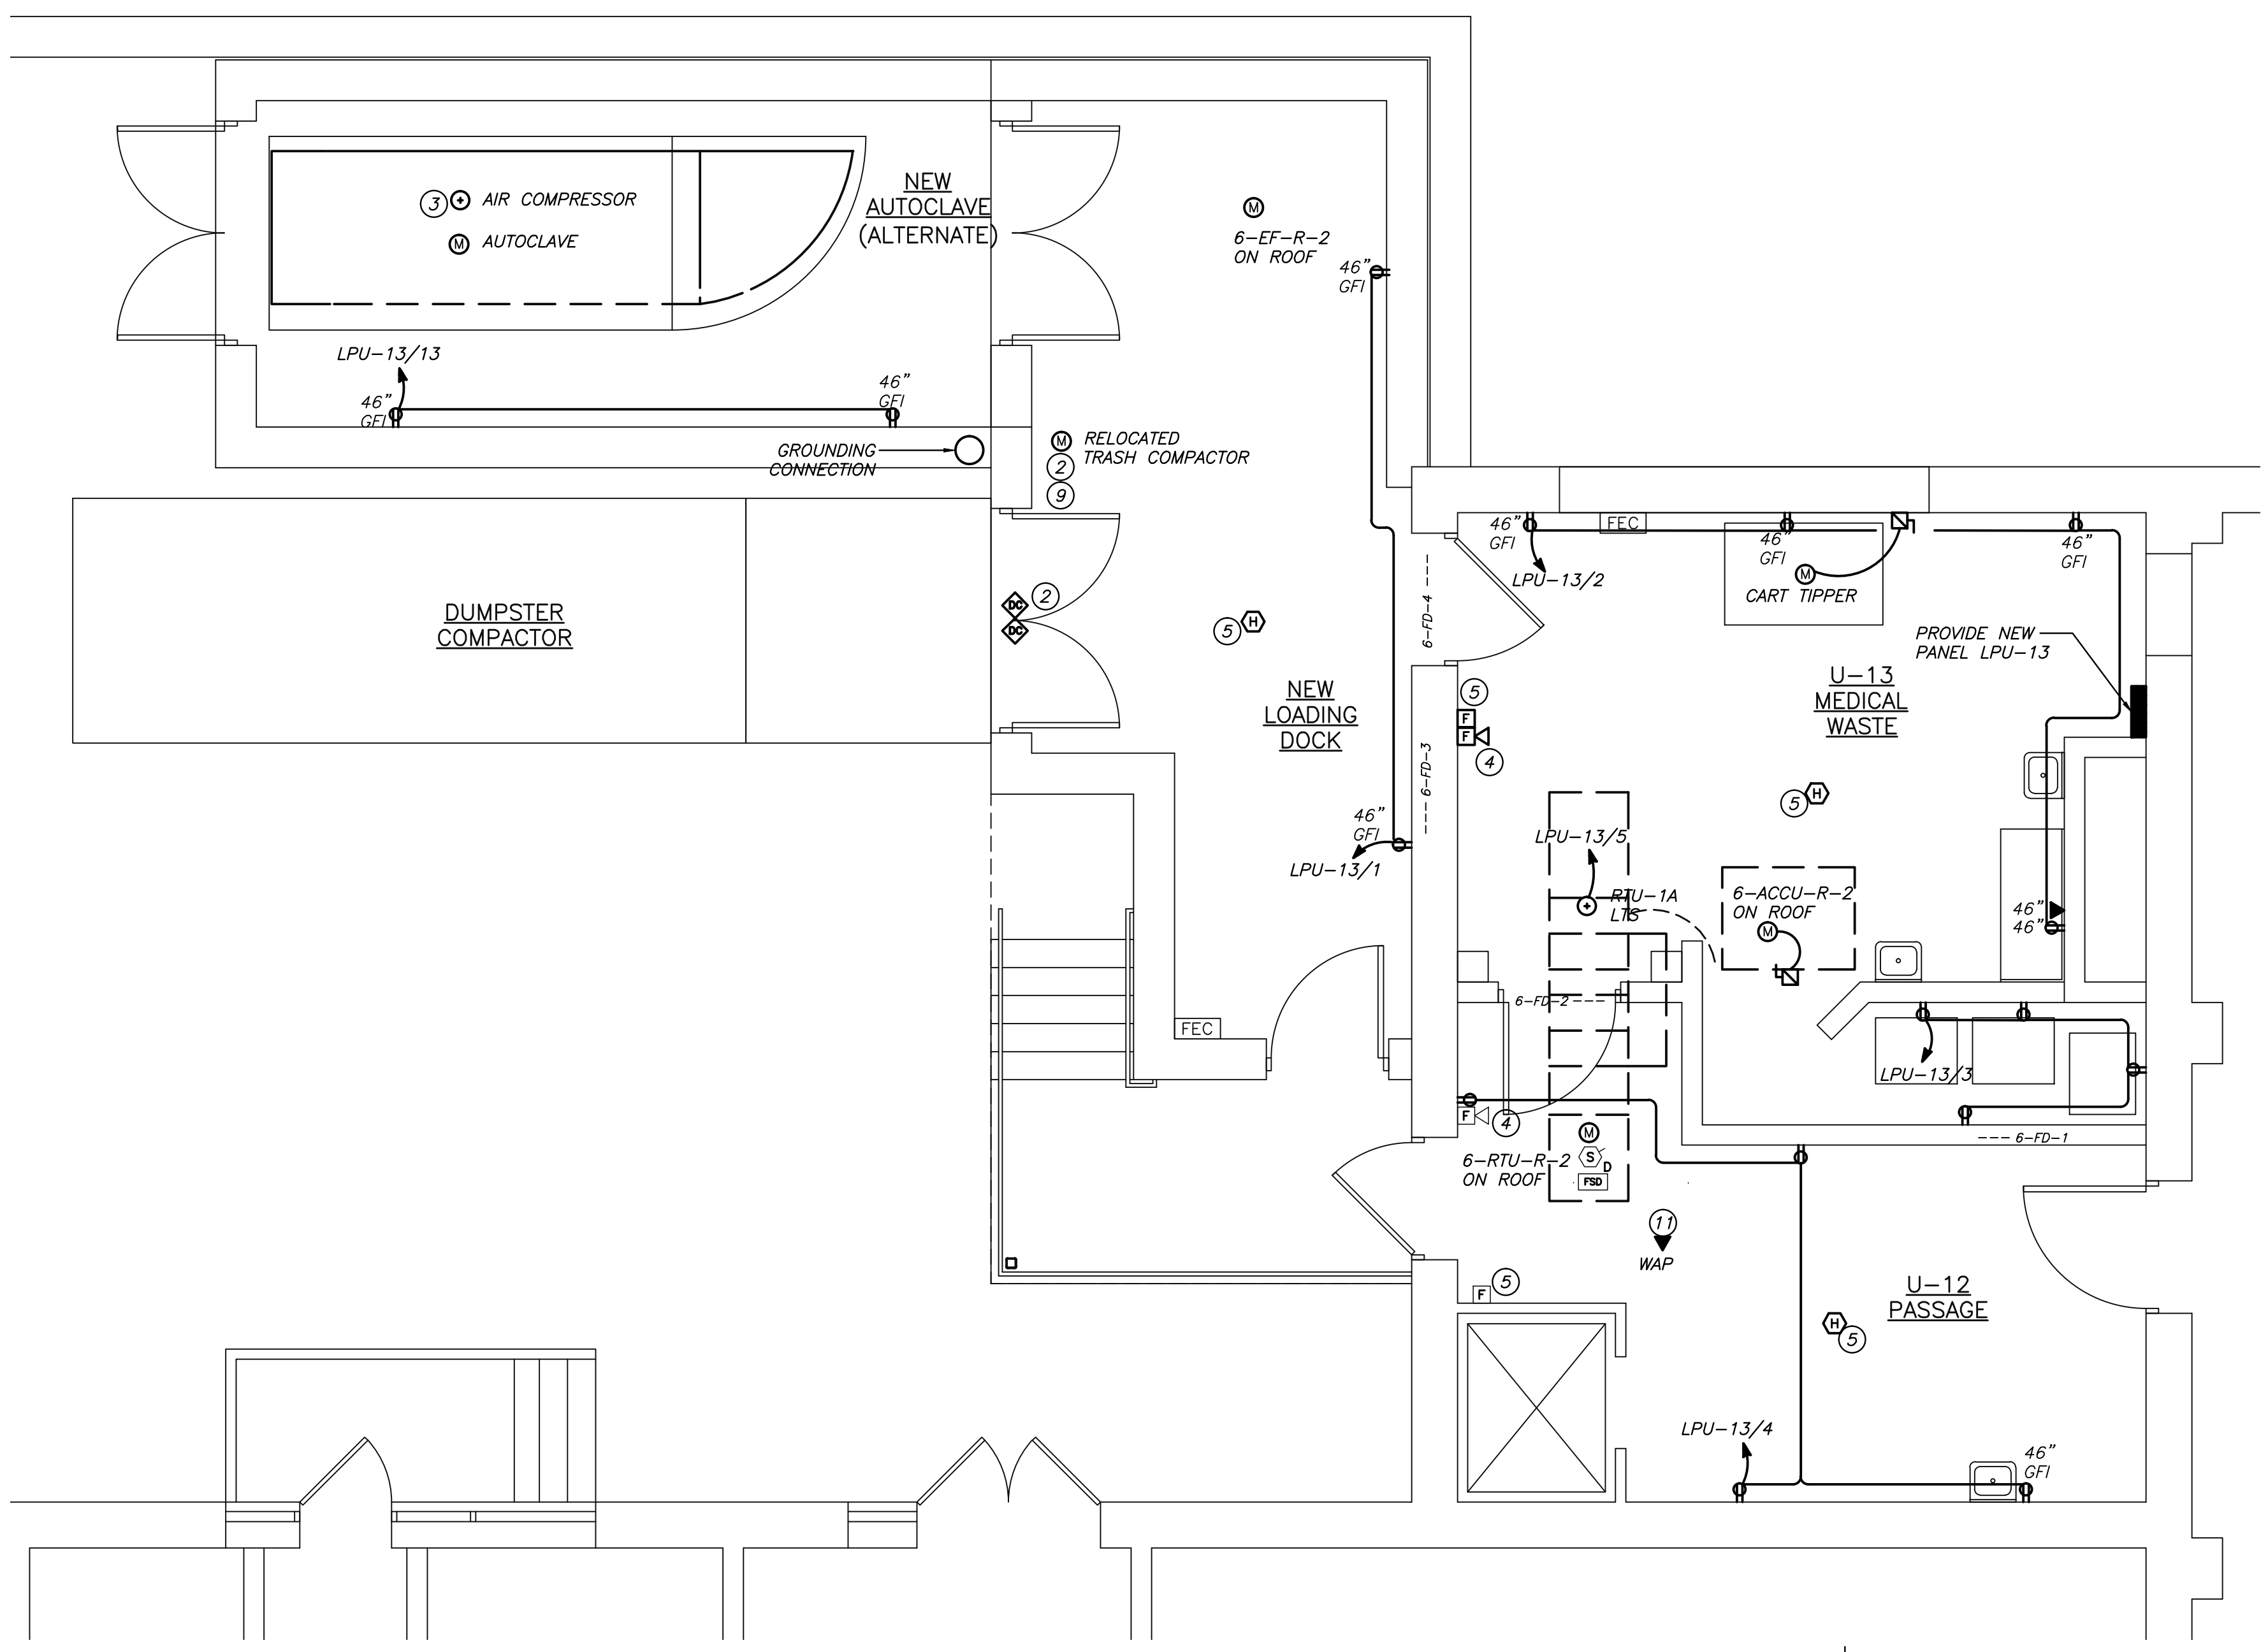 NEW
AUTOCLAVE
(ALTERNATE)
3
AIR COMPRESSOR
M
AUTOCLAVE
M
6-EF-R-2
ON ROOF
46"
GFI
LPU-13/13
46"
GFI
46"
GFI
GROUNDING
CONNECTION
M
RELOCATED
TRASH COMPACTOR
2
9
46"
GFI
FEC
46"
GFI
46"
GFI
LPU-13/2
M
CART TIPPER
DUMPSTER
COMPACTOR
DC
DC
2
5
H
6-FD-4
PROVIDE NEW
PANEL LPU-13
NEW
LOADING
DOCK
5
F
F
4
U-13
MEDICAL
WASTE
6-FD-3
5
H
46"
GFI
LPU-13/1
LPU-13/5
RTU-1A
LTS
6-ACCU-R-2
ON ROOF
M
46"
46"
FEC
6-FD-2
LPU-13/3
F
4
M
6-FD-1
6-RTU-R-2
ON ROOF
S
D
FSD
11
WAP
F
5
U-12
PASSAGE
H
5
LPU-13/4
46"
GFI